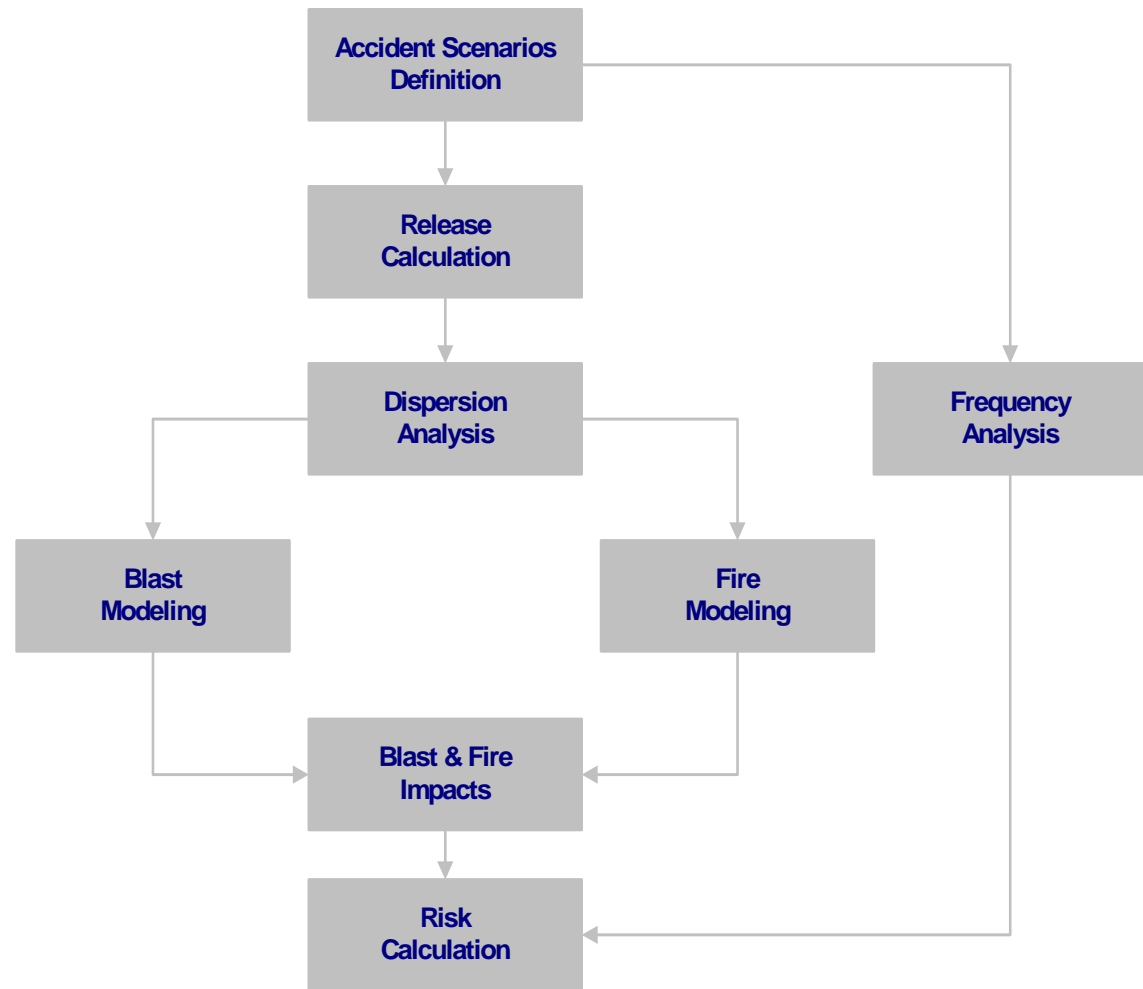 Accident Scenarios
Definition
Release
Calculation
Dispersion
Analysis
Frequency
Analysis
Blast
Modeling
Fire
Modeling
Blast & Fire
Impacts
Risk
Calculation